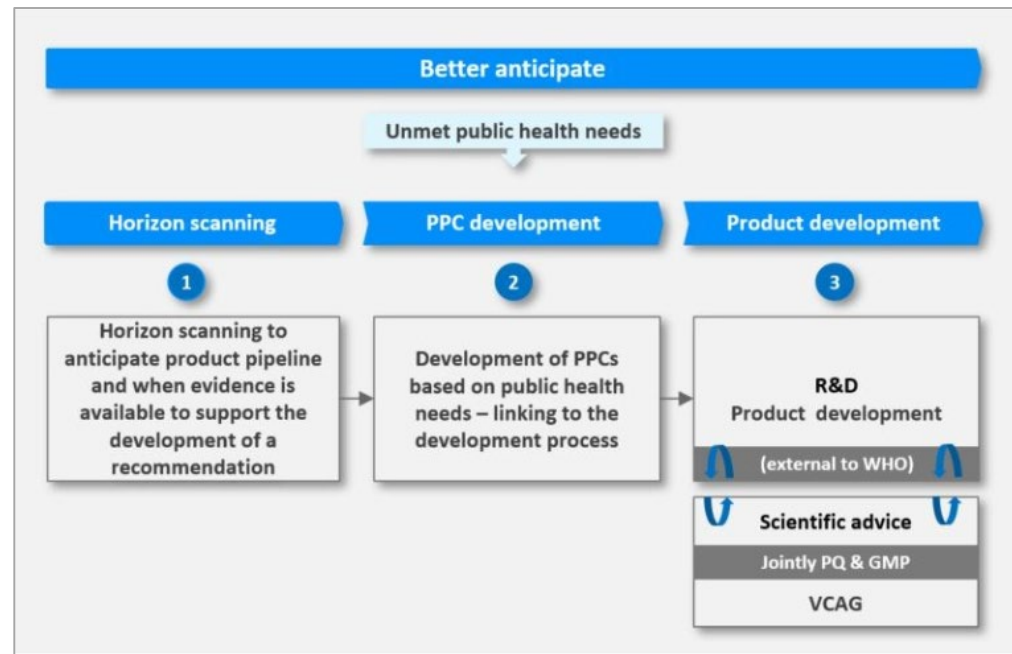 Better anticipate
Unmet public health needs
Horizon scanning
PPC development
Product development
1
2
3
Horizon scanning to
anticipate product pipeline
and when evidence is
available to support the
development of a
recommendation
Development of PPCs
based on public health
needs – linking to the
development process
R&D
Product development
(external to WHO)
Scientific advice
Jointly PQ & GMP
VCAG